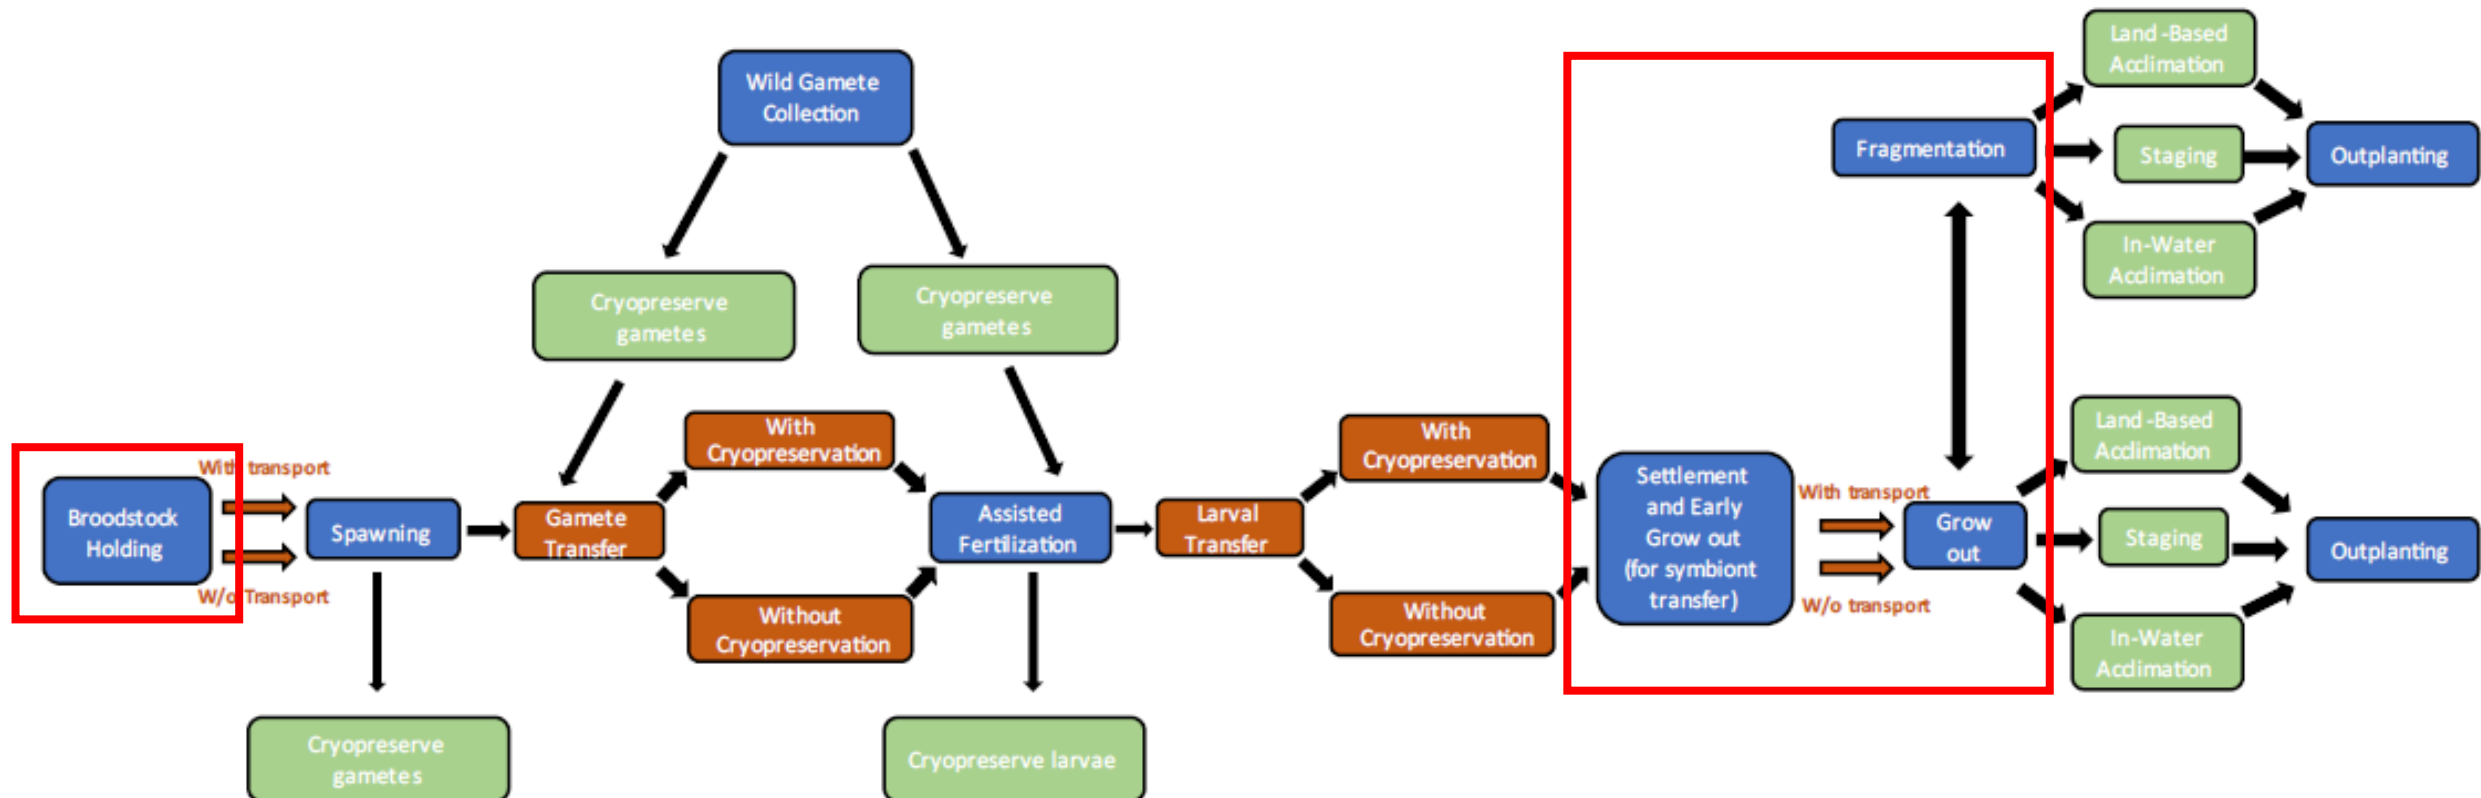 Wild Gamete
Collection
Cryopreserve
gametes
Cryopreserve
gametes
Broodstock
Holding
With transport
W/o Transport
Spawning
Cryopreserve
gametes
Gamete
Transfer
With
Cryopreservation
Without
Cryopreservation
Assisted
Fertilization
Cryopreserve larvae
Larval
Transfer
With
Cryopreservation
Without
Cryopreservation
Settlement
and Early
Grow out
(for symbiont
transfer)
With transport
W/o transport
Grow
out
Fragmentation
Land-Based
Acclimation
Staging
In-Water
Acclimation
Outplanting
Land-Based
Acclimation
Staging
In-Water
Acclimation
Outplanting